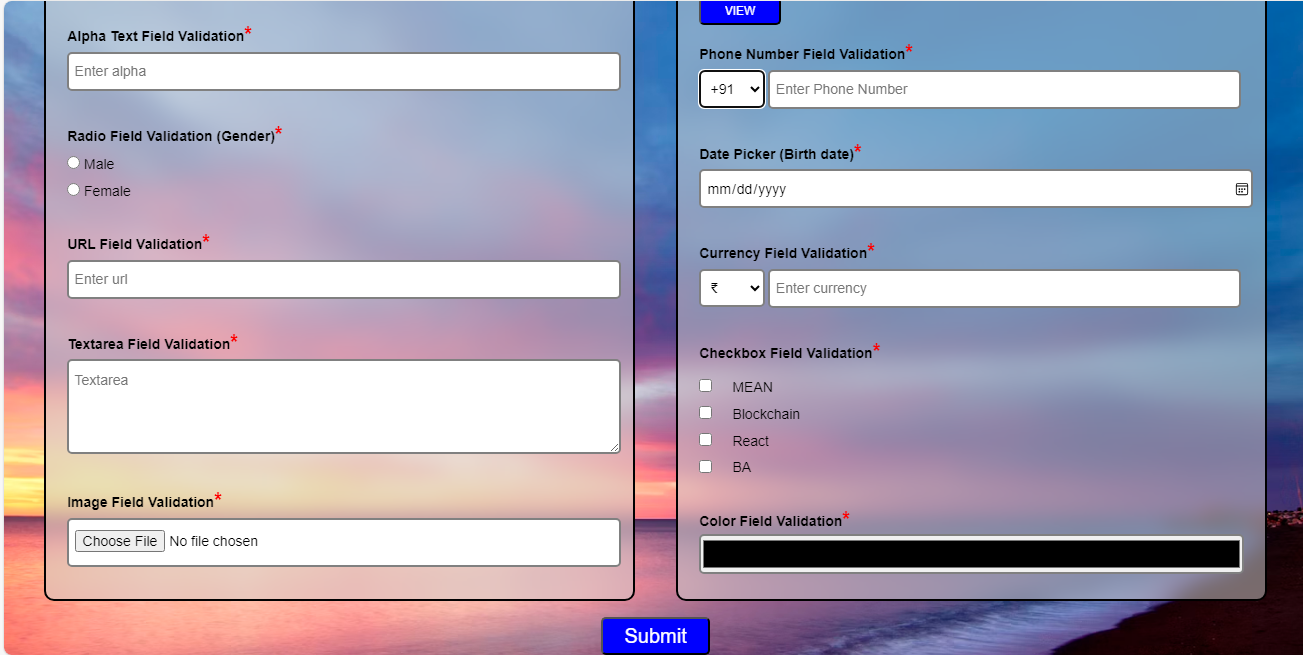 Alpha Text Field Validation*
Enter alpha
Radio Field Validation (Gender)*
Male
Female
URL Field Validation*
Enter url
Textarea Field Validation*
Textarea
Image Field Validation*
Choose File No file chosen
VIEW
Phone Number Field Validation*
+91 Enter Phone Number
Date Picker (Birth date)*
mm/dd/yyyy
Currency Field Validation*
₹ Enter currency
Checkbox Field Validation*
MEAN
Blockchain
React
BA
Color Field Validation*
Submit